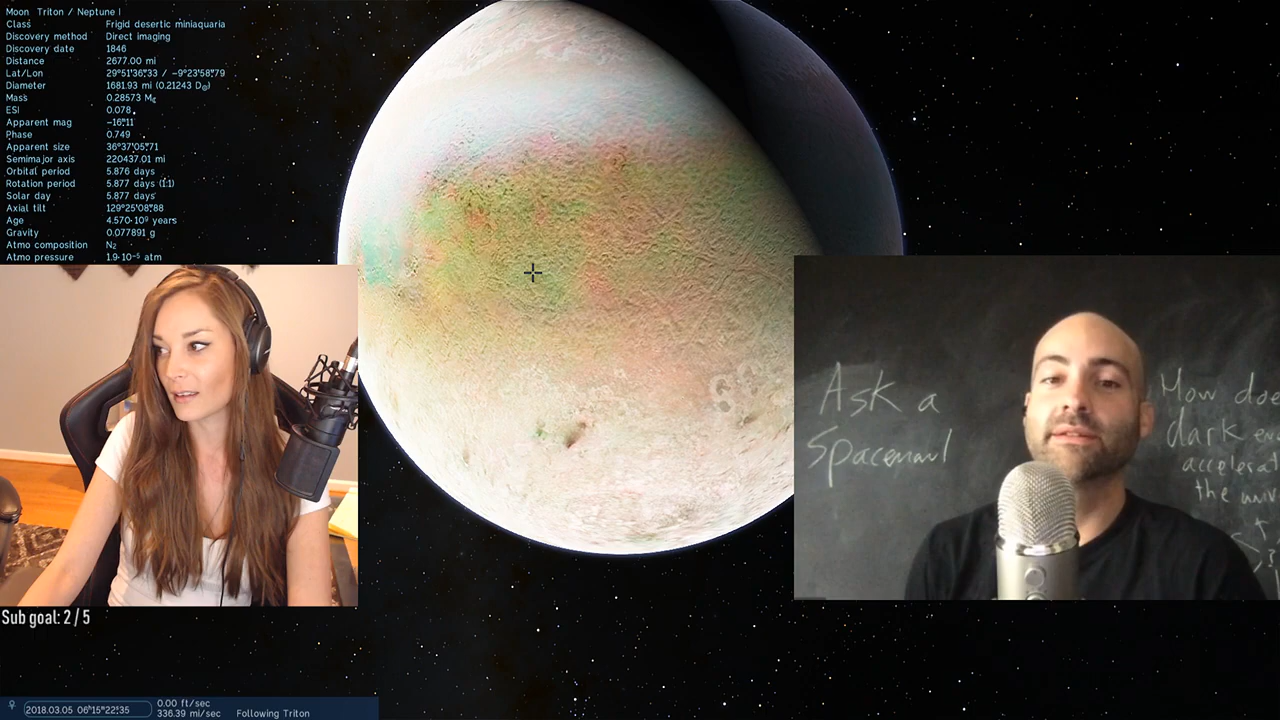 Moon Triton / Neptune I
Class Frigid desertic miniaquaria
Discovery method Direct imaging
Discovery date 1846
Distance 2677.00 mi
Lat/Lon 29°51'36."33 / -9°23'58."79
Diameter 1681.93 mi (0.21243 D⊕)
Mass 0.28573 M
ESI 0.078
Apparent mag -16.11
Phase 0.749
Apparent size 36°37'05."71
Semimajor axis 220437.01 mi
Orbital period 5.876 days
Rotation period 5.877 days (1:1)
Solar day 5.877 days
Axial tilt 129°25'08."88
Age 4.570·10⁹ years
Gravity 0.077891 g
Atmo composition N₂
Atmo pressure 1.9·10⁻⁵ atm
Ask a
Spaceman!
How doe
dark
accelerat
the univ
Sub goal: 2 / 5
2018.03.05 06ʰ15ᵐ22ˢ.35
0.00 ft/sec
336.39 mi/sec Following Triton